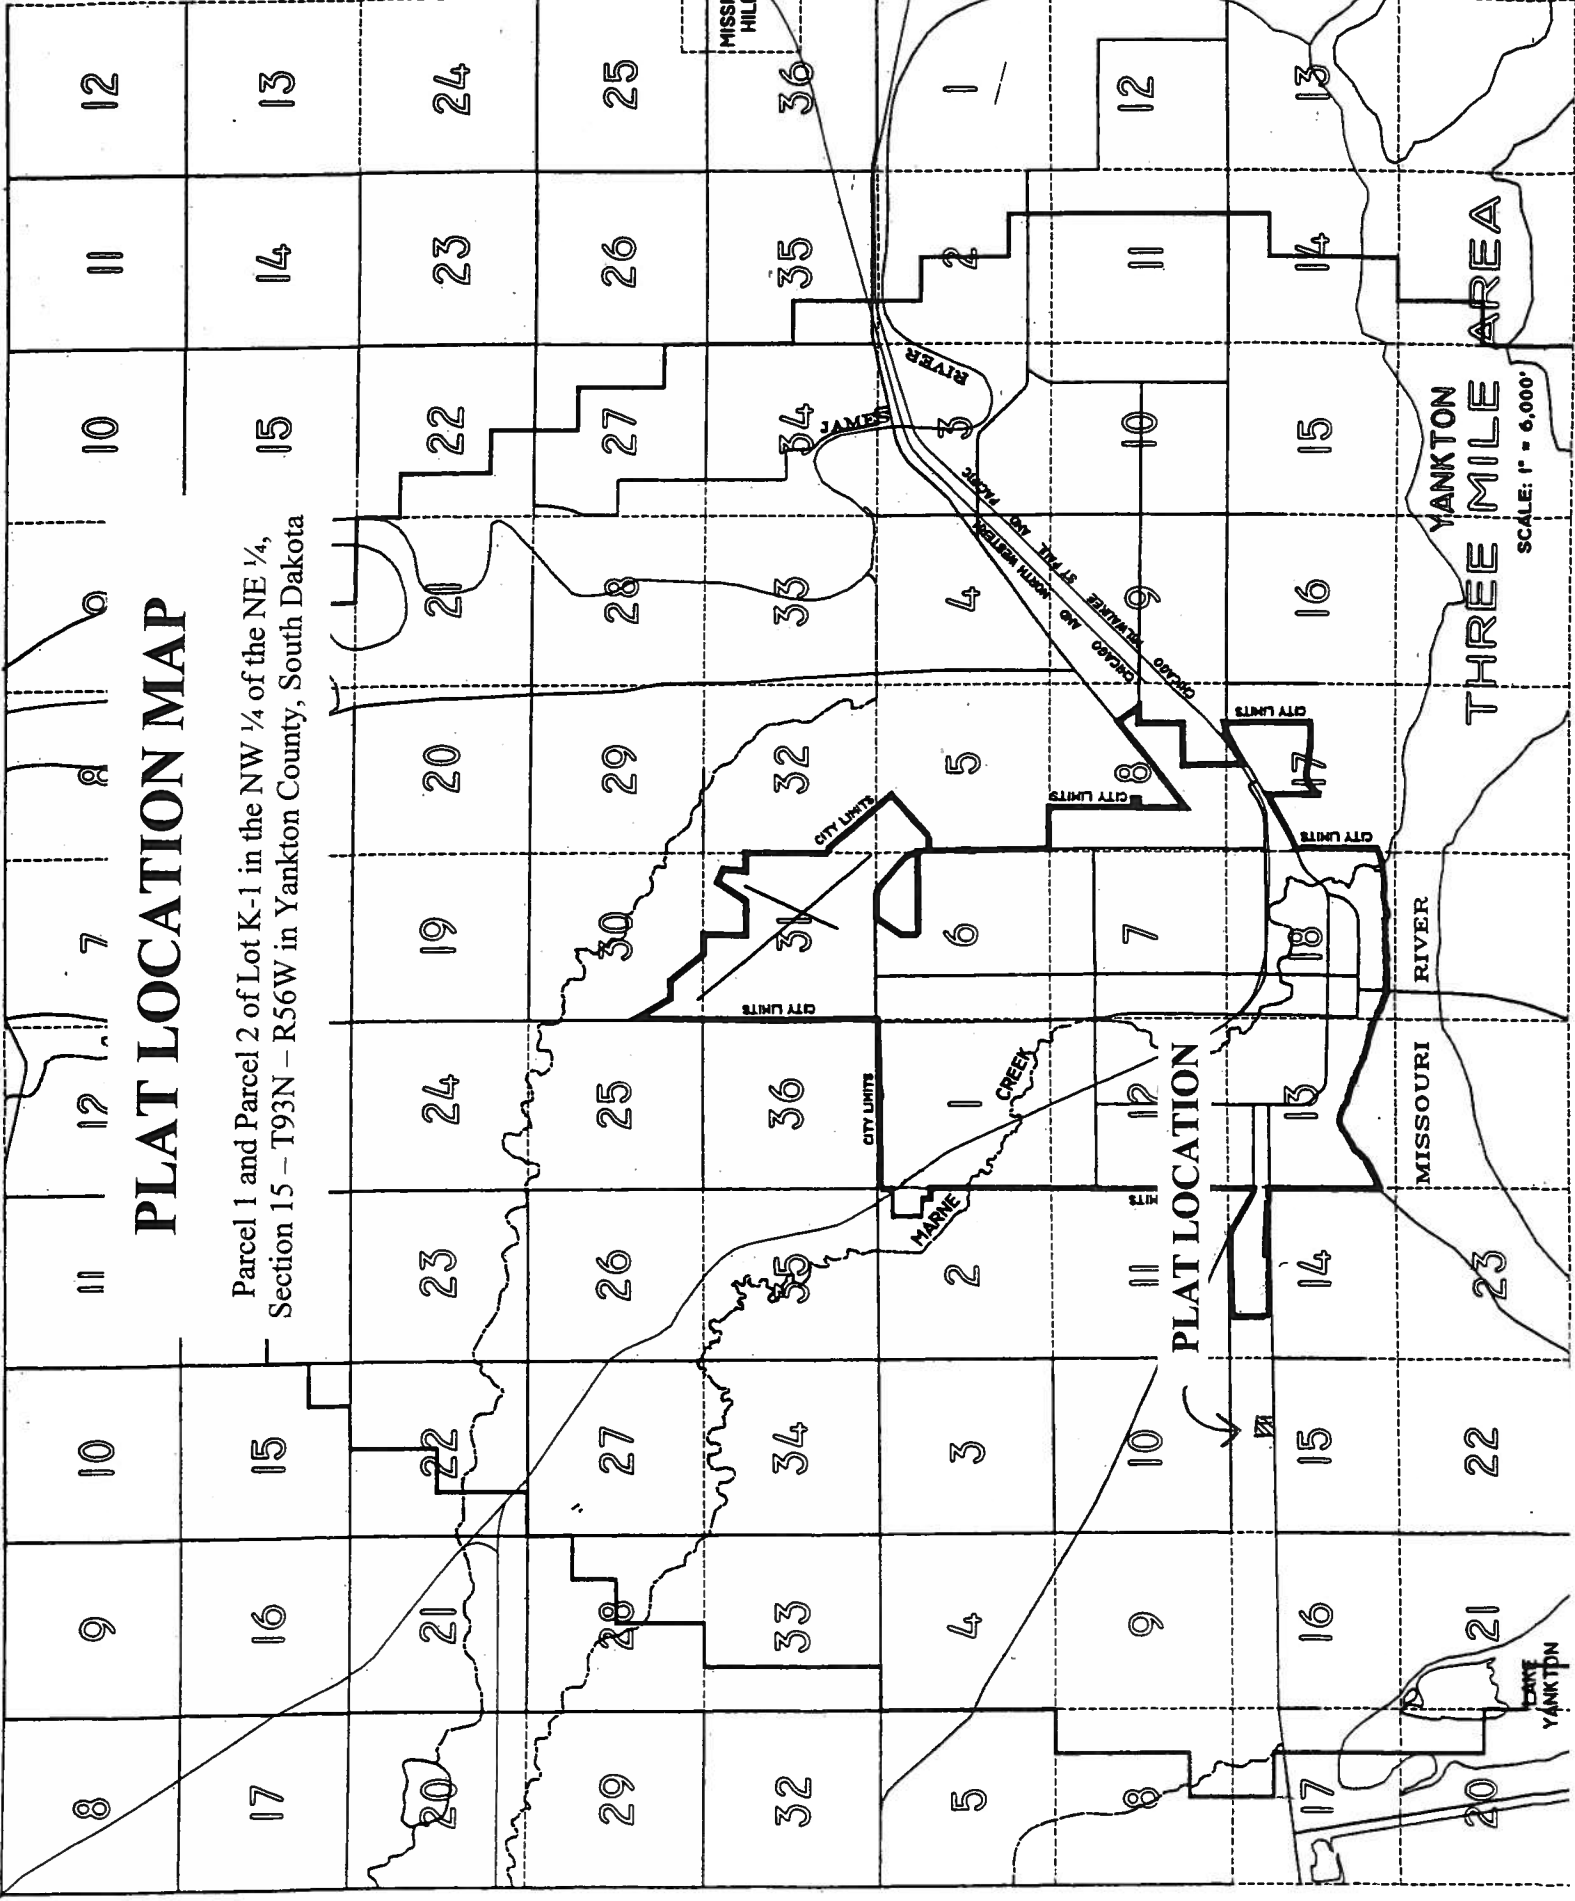 8 9 10 11 12 7 8 9 10 11 12
PLAT LOCATION MAP
Parcel 1 and Parcel 2 of Lot K-1 in the NW ¼ of the NE ¼,
Section 15 – T93N – R56W in Yankton County, South Dakota
17 16 15 15 14 13
20 21 22 23 24 19 20 21 22 23 24
29 28 27 26 25 30 29 28 27 26 25
32 33 34 35 36 31 32 33 34 35 36
CITY LIMITS
CITY LIMITS
CITY LIMITS
JAMES
RIVER
5 4 3 2 1 6 5 4 3 2 1
MARNE
CREEK
CITY LIMITS
CHICAGO AND NORTH WESTERN
CHICAGO MILWAUKEE ST PAUL AND PACIFIC
8 9 10 11 12 7 8 9 10 11 12
PLAT LOCATION
CITY LIMITS
CITY LIMITS
17 16 15 14 13 18 17 16 15 14 13
MISSOURI RIVER
20 21 22 23
YANKTON
THREE MILE AREA
SCALE: 1" = 6,000'
LAKE
YANKTON